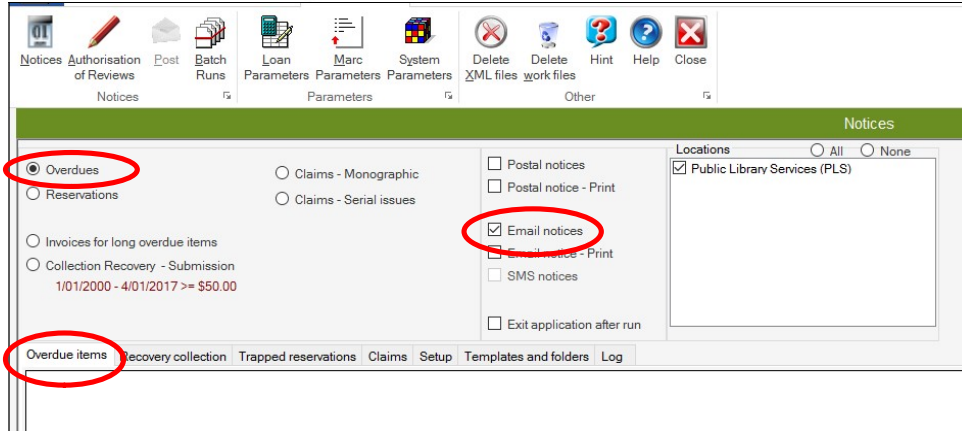 Notices Authorisation of Reviews Post Batch Runs Loan Parameters Marc Parameters System Parameters Delete XML files Delete work files Hint Help Close
Notices Parameters Other
Notices
Overdues
Reservations
Claims - Monographic
Claims - Serial issues
Invoices for long overdue items
Collection Recovery - Submission
1/01/2000 - 4/01/2017 >= $50.00
Postal notices
Postal notice - Print
Email notices
Email notice - Print
SMS notices
Exit application after run
Locations All None
Public Library Services (PLS)
Overdue items Recovery collection Trapped reservations Claims Setup Templates and folders Log